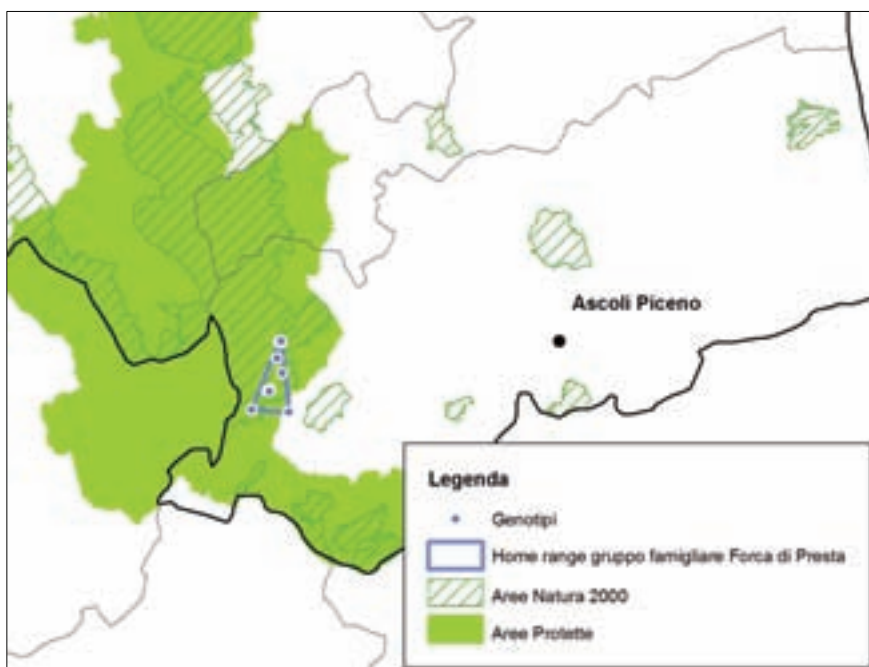 Ascoli Piceno
Legenda
Genotipi
Home range gruppo famigliare Forca di Presta
Aree Natura 2000
Aree Protette